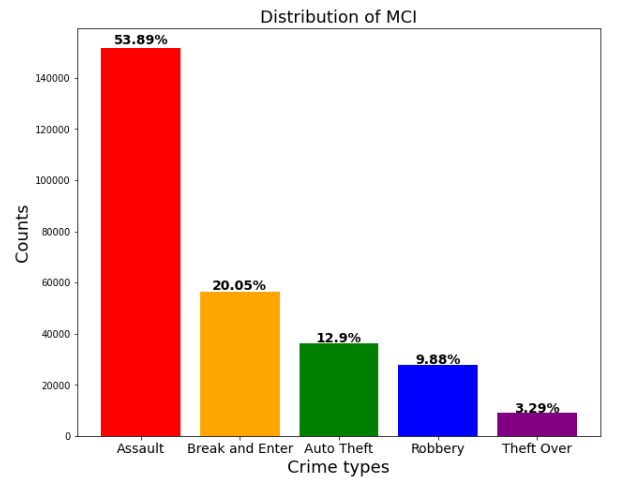 Distribution of MCI
53.89%
20.05%
12.9%
9.88%
3.29%
140000
120000
100000
80000
60000
40000
20000
0
Counts
Assault
Break and Enter
Auto Theft
Robbery
Theft Over
Crime types